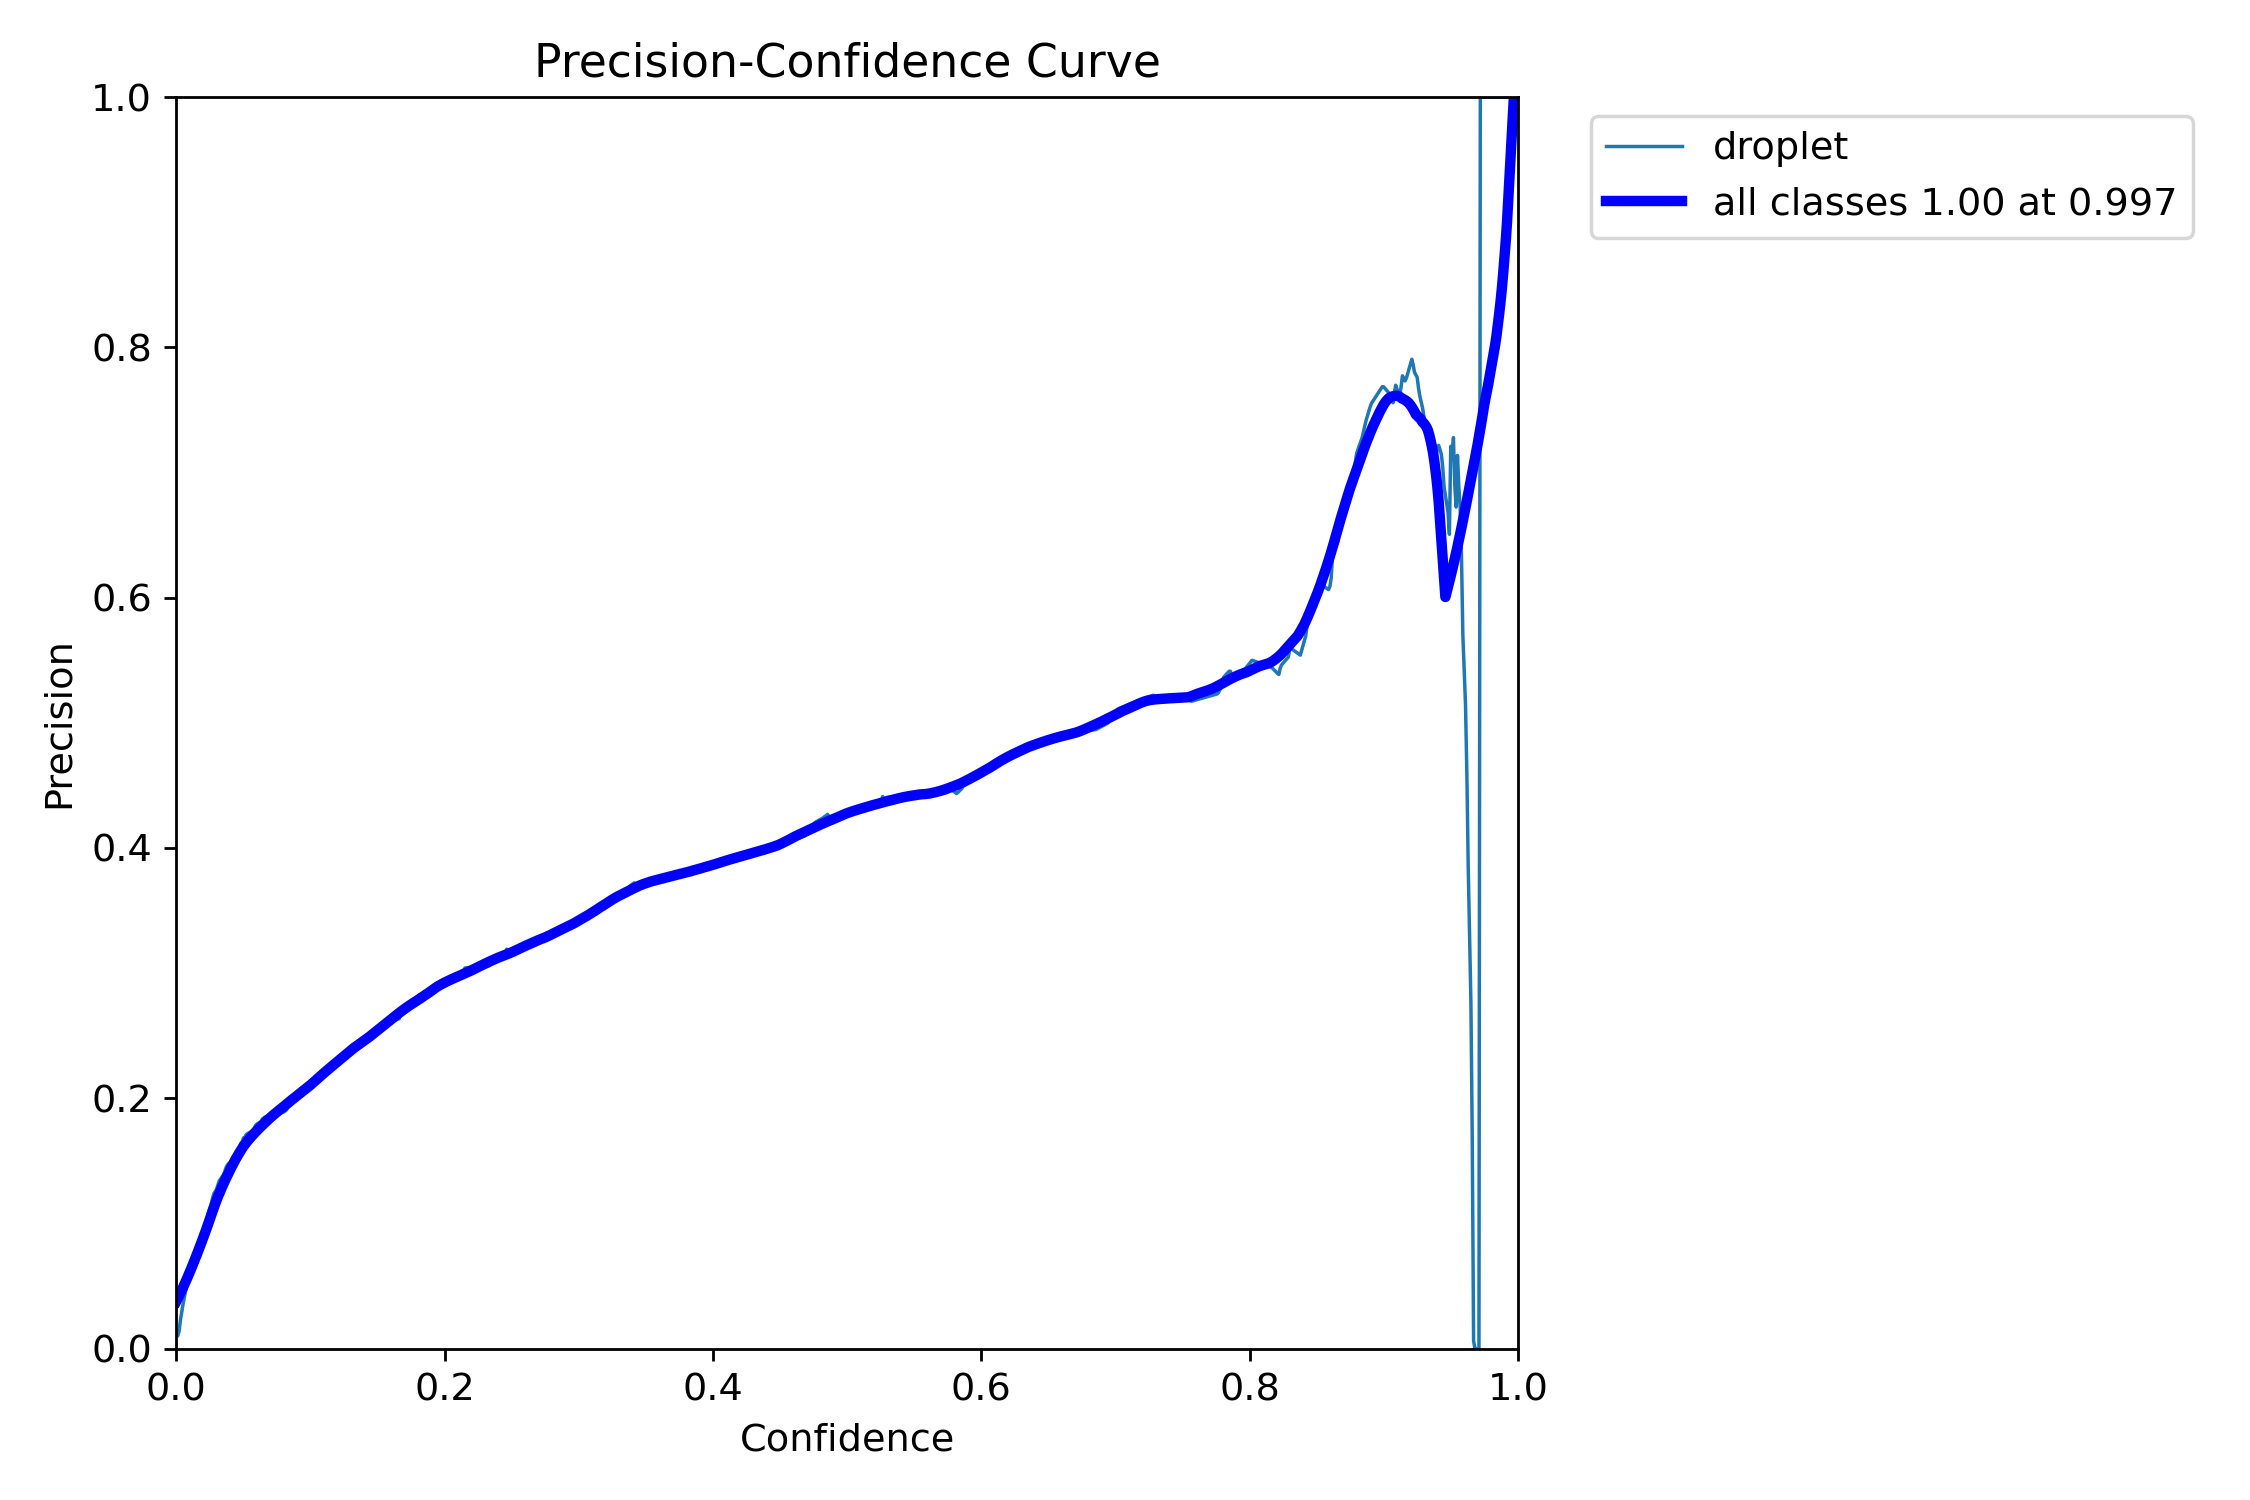 Precision-Confidence Curve
1.0
0.8
0.6
0.4
0.2
0.0
Precision
0.0 0.2 0.4 0.6 0.8 1.0
Confidence
droplet
all classes 1.00 at 0.997